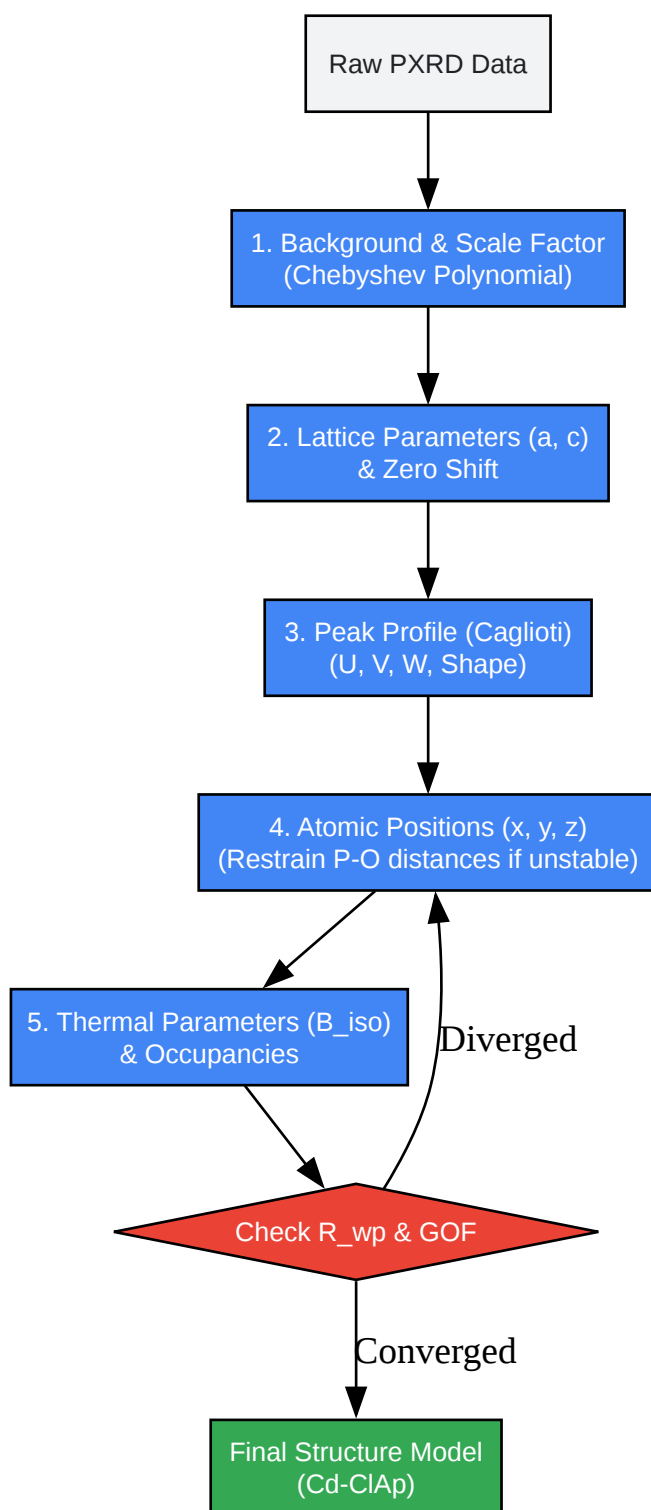 Raw PXRD Data
1. Background & Scale Factor
(Chebyshev Polynomial)
2. Lattice Parameters (a, c)
& Zero Shift
3. Peak Profile (Caglioti)
(U, V, W, Shape)
4. Atomic Positions (x, y, z)
(Restrain P-O distances if unstable)
5. Thermal Parameters (B_iso)
& Occupancies
Diverged
Check R_wp & GOF
Converged
Final Structure Model
(Cd-ClAp)